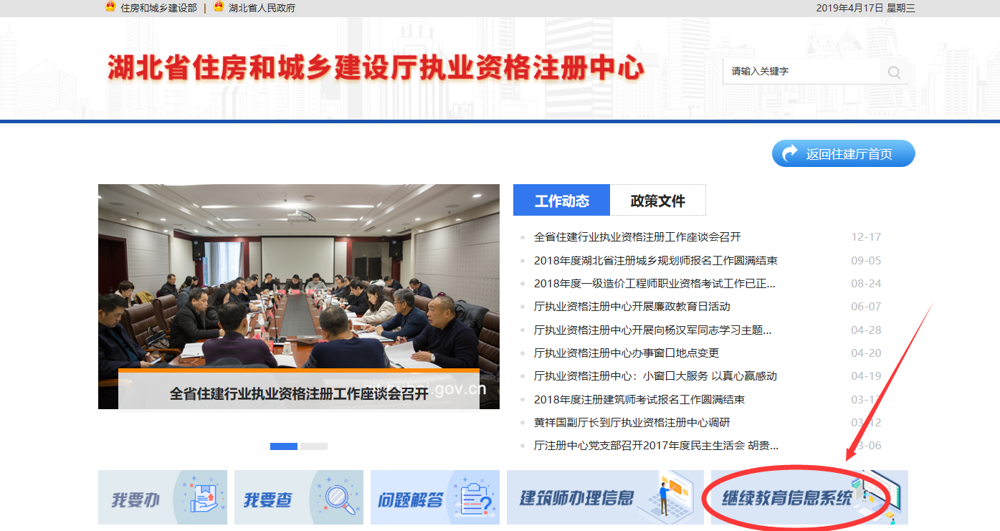 住房和城乡建设部 | 湖北省人民政府
2019年4月17日 星期三
湖北省住房和城乡建设厅执业资格注册中心
请输入关键字
返回住建厅首页
工作动态
政策文件
全省住建行业执业资格注册工作座谈会召开 12-17
2018年度湖北省注册城乡规划师报名工作圆满结束 09-05
2018年度一级造价工程师职业资格考试工作已正... 08-24
厅执业资格注册中心开展廉政教育日活动 06-07
厅执业资格注册中心开展向杨汉军同志学习主题... 04-28
厅执业资格注册中心办事窗口地点变更 04-20
厅执业资格注册中心：小窗口大服务 以真心赢感动 04-19
2018年度注册建筑师考试报名工作圆满结束 03-1
黄祥国副厅长到厅执业资格注册中心调研 03-12
厅注册中心党支部召开2017年度民主生活会 胡贵... 3-06
全省住建行业执业资格注册工作座谈会召开
.gov.cn
我要办
我要查
问题解答
建筑师办理信息
继续教育信息系统